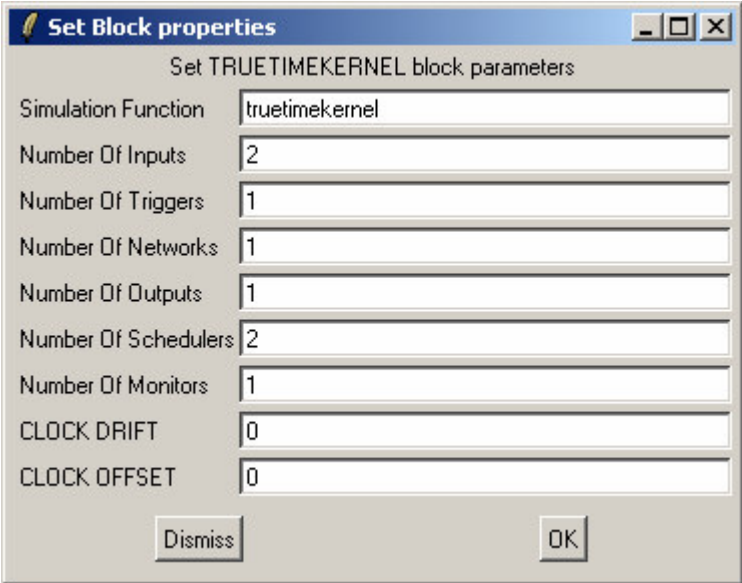 Set Block properties
Set TRUETIMEKERNEL block parameters
Simulation Function truetimekernel
Number Of Inputs 2
Number Of Triggers 1
Number Of Networks 1
Number Of Outputs 1
Number Of Schedulers 2
Number Of Monitors 1
CLOCK DRIFT 0
CLOCK OFFSET 0
Dismiss OK